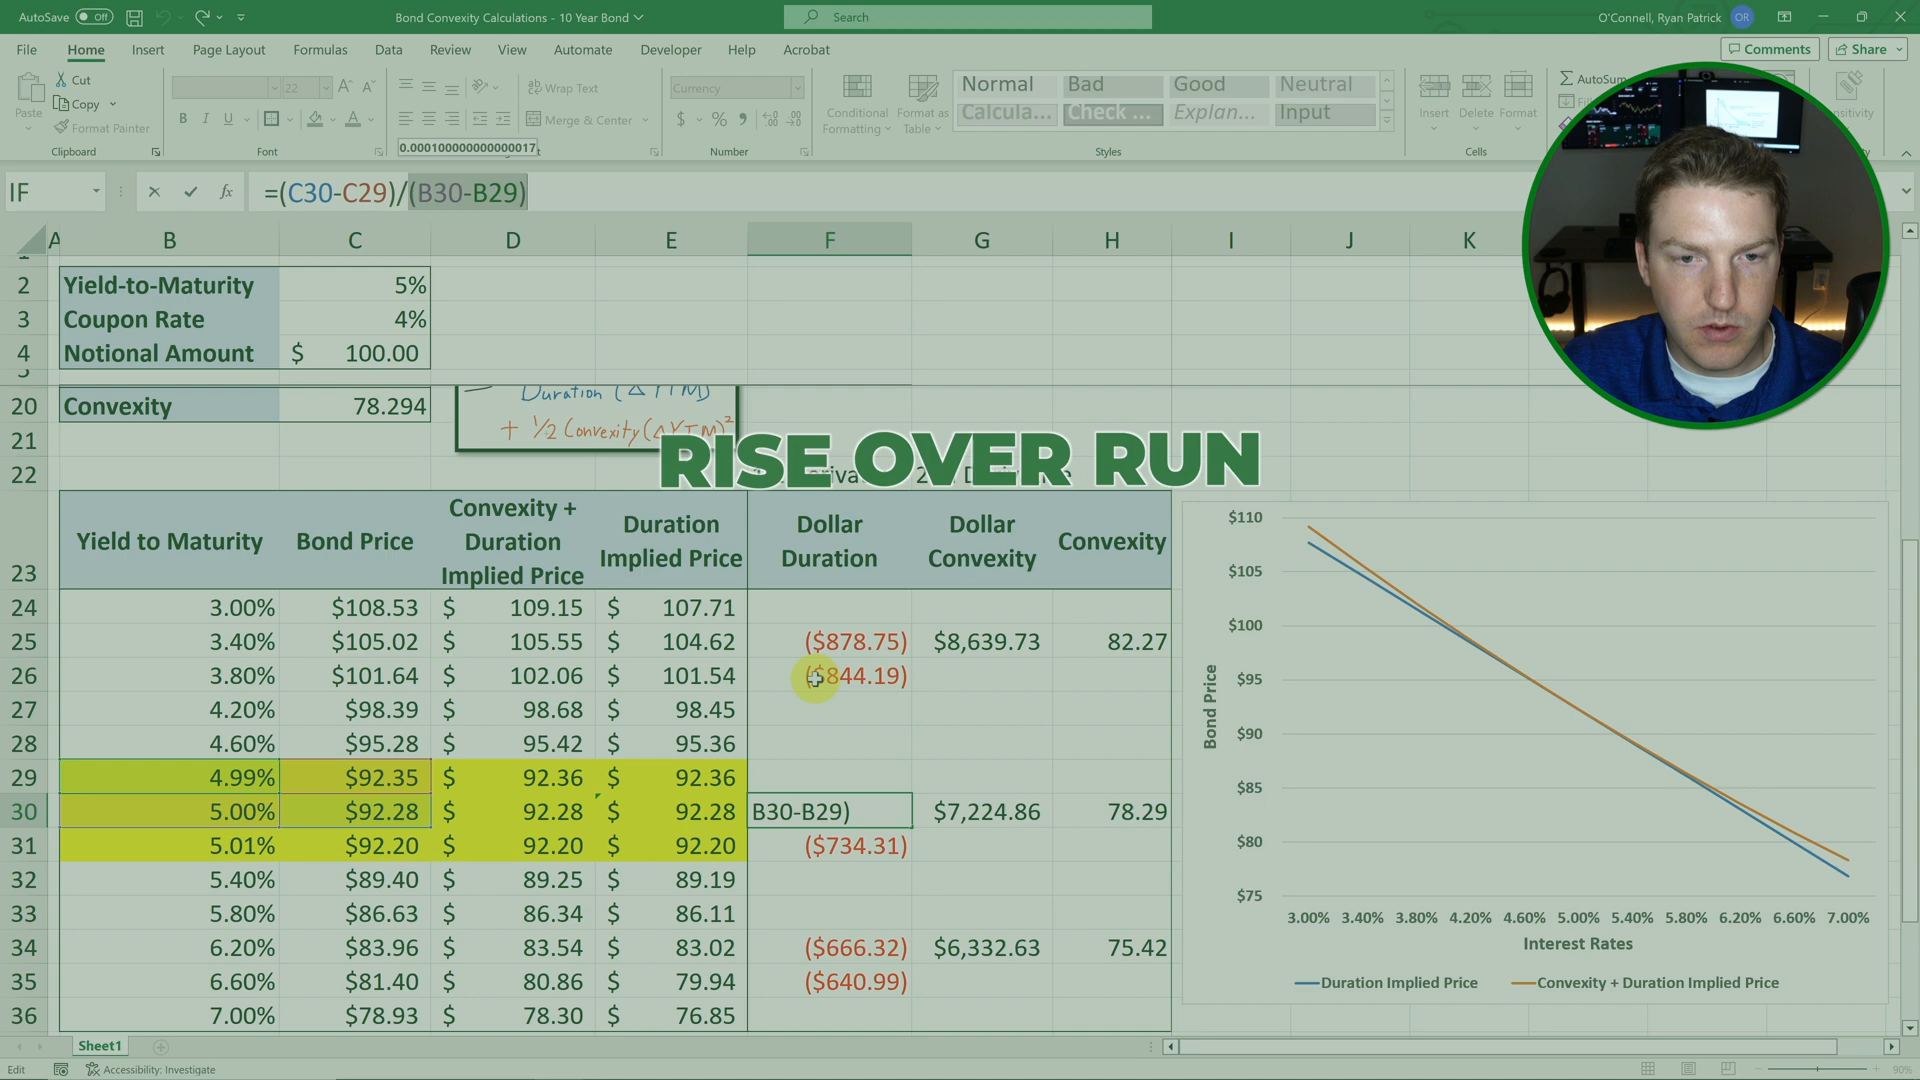 AutoSave Off Bond Convexity Calculations - 10 Year Bond Search O'Connell, Ryan Patrick OR
File Home Insert Page Layout Formulas Data Review View Automate Developer Help Acrobat Comments Share
Paste Cut Copy Format Painter Clipboard
22 B I U Font
Wrap Text Merge & Center
0.000100000000000017
Currency $ % Number
Conditional Formatting Format as Table
Normal Bad Good Neutral
Calcula... Check ... Explan... Input
Styles
Insert Delete Format Cells
AutoSum
IF =(C30-C29)/(B30-B29)
A B C D E F G H I J K
2 Yield-to-Maturity 5%
3 Coupon Rate 4%
4 Notional Amount $ 100.00
5
20 Convexity 78.294
Duration (Δ YTM)
+ ½ Convexity (Δ YTM)²
21
22
RISE OVER RUN
23 Yield to Maturity Bond Price Convexity + Duration Implied Price Duration Implied Price Dollar Duration Dollar Convexity Convexity
24 3.00% $108.53 $ 109.15 $ 107.71
25 3.40% $105.02 $ 105.55 $ 104.62 ($878.75) $8,639.73 82.27
26 3.80% $101.64 $ 102.06 $ 101.54 ($844.19)
27 4.20% $98.39 $ 98.68 $ 98.45
28 4.60% $95.28 $ 95.42 $ 95.36
29 4.99% $92.35 $ 92.36 $ 92.36
30 5.00% $92.28 $ 92.28 $ 92.28 B30-B29) $7,224.86 78.29
31 5.01% $92.20 $ 92.20 $ 92.20 ($734.31)
32 5.40% $89.40 $ 89.25 $ 89.19
33 5.80% $86.63 $ 86.34 $ 86.11
34 6.20% $83.96 $ 83.54 $ 83.02 ($666.32) $6,332.63 75.42
35 6.60% $81.40 $ 80.86 $ 79.94 ($640.99)
36 7.00% $78.93 $ 78.30 $ 76.85
$110
$105
$100
$95
$90
$85
$80
$75
Bond Price
3.00% 3.40% 3.80% 4.20% 4.60% 5.00% 5.40% 5.80% 6.20% 6.60% 7.00%
Interest Rates
Duration Implied Price Convexity + Duration Implied Price
Sheet1
Edit Accessibility: Investigate 90%